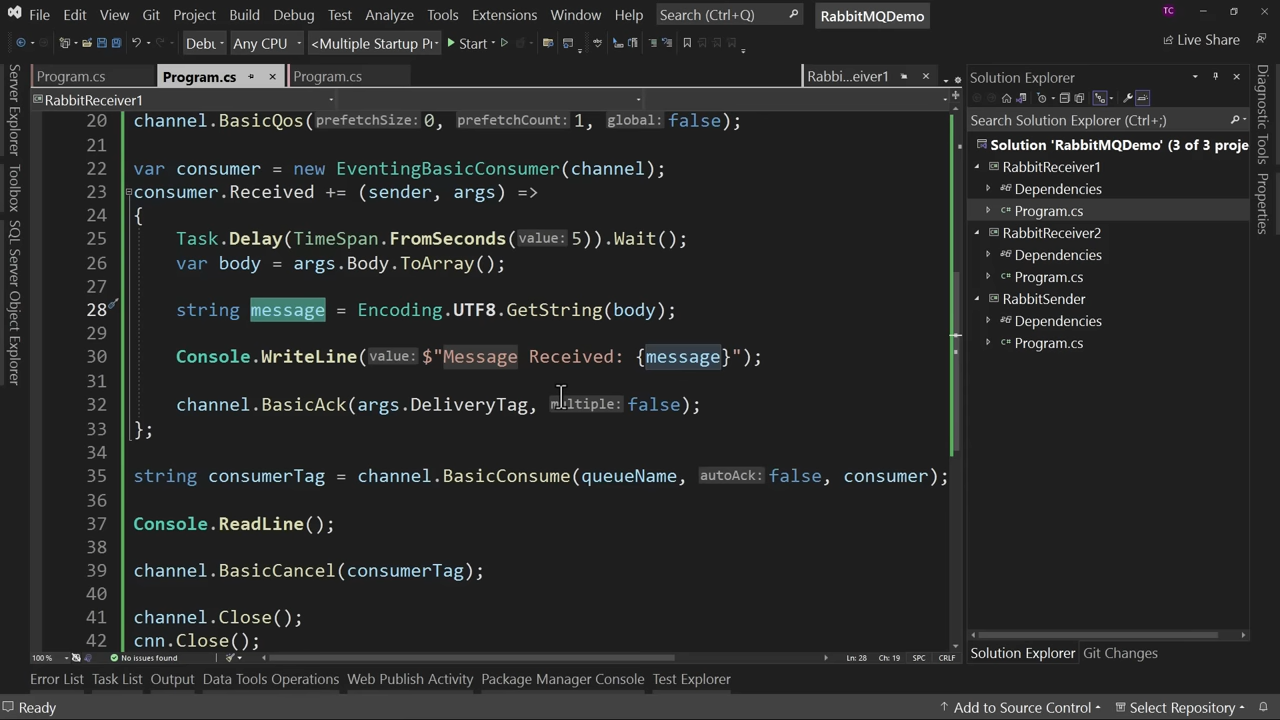 File Edit View Git Project Build Debug Test Analyze Tools Extensions Window Help Search (Ctrl+Q) RabbitMQDemo TC
Debu Any CPU <Multiple Startup Pr Start Live Share
Program.cs Program.cs Program.cs Rabbi...eiver1
RabbitReceiver1
20 channel.BasicQos(prefetchSize: 0, prefetchCount: 1, global: false);
21
22 var consumer = new EventingBasicConsumer(channel);
23 consumer.Received += (sender, args) =>
24 {
25 Task.Delay(TimeSpan.FromSeconds(value: 5)).Wait();
26 var body = args.Body.ToArray();
27
28 string message = Encoding.UTF8.GetString(body);
29
30 Console.WriteLine(value: $"Message Received: {message}");
31
32 channel.BasicAck(args.DeliveryTag, multiple: false);
33 };
34
35 string consumerTag = channel.BasicConsume(queueName, autoAck: false, consumer);
36
37 Console.ReadLine();
38
39 channel.BasicCancel(consumerTag);
40
41 channel.Close();
42 cnn.Close();
100 % No issues found Ln: 28 Ch: 19 SPC CRLF
Server Explorer
Toolbox
SQL Server Object Explorer
Solution Explorer
Search Solution Explorer (Ctrl+;)
Solution 'RabbitMQDemo' (3 of 3 proje
RabbitReceiver1
Dependencies
C# Program.cs
RabbitReceiver2
Dependencies
C# Program.cs
RabbitSender
Dependencies
C# Program.cs
Solution Explorer Git Changes
Diagnostic Tools
Properties
Error List Task List Output Data Tools Operations Web Publish Activity Package Manager Console Test Explorer
Ready Add to Source Control Select Repository